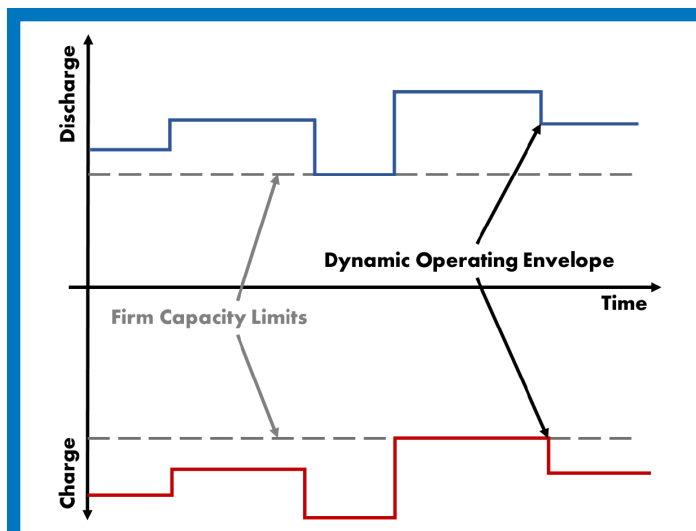 Discharge
Dynamic Operating Envelope
Time
Firm Capacity Limits
Charge